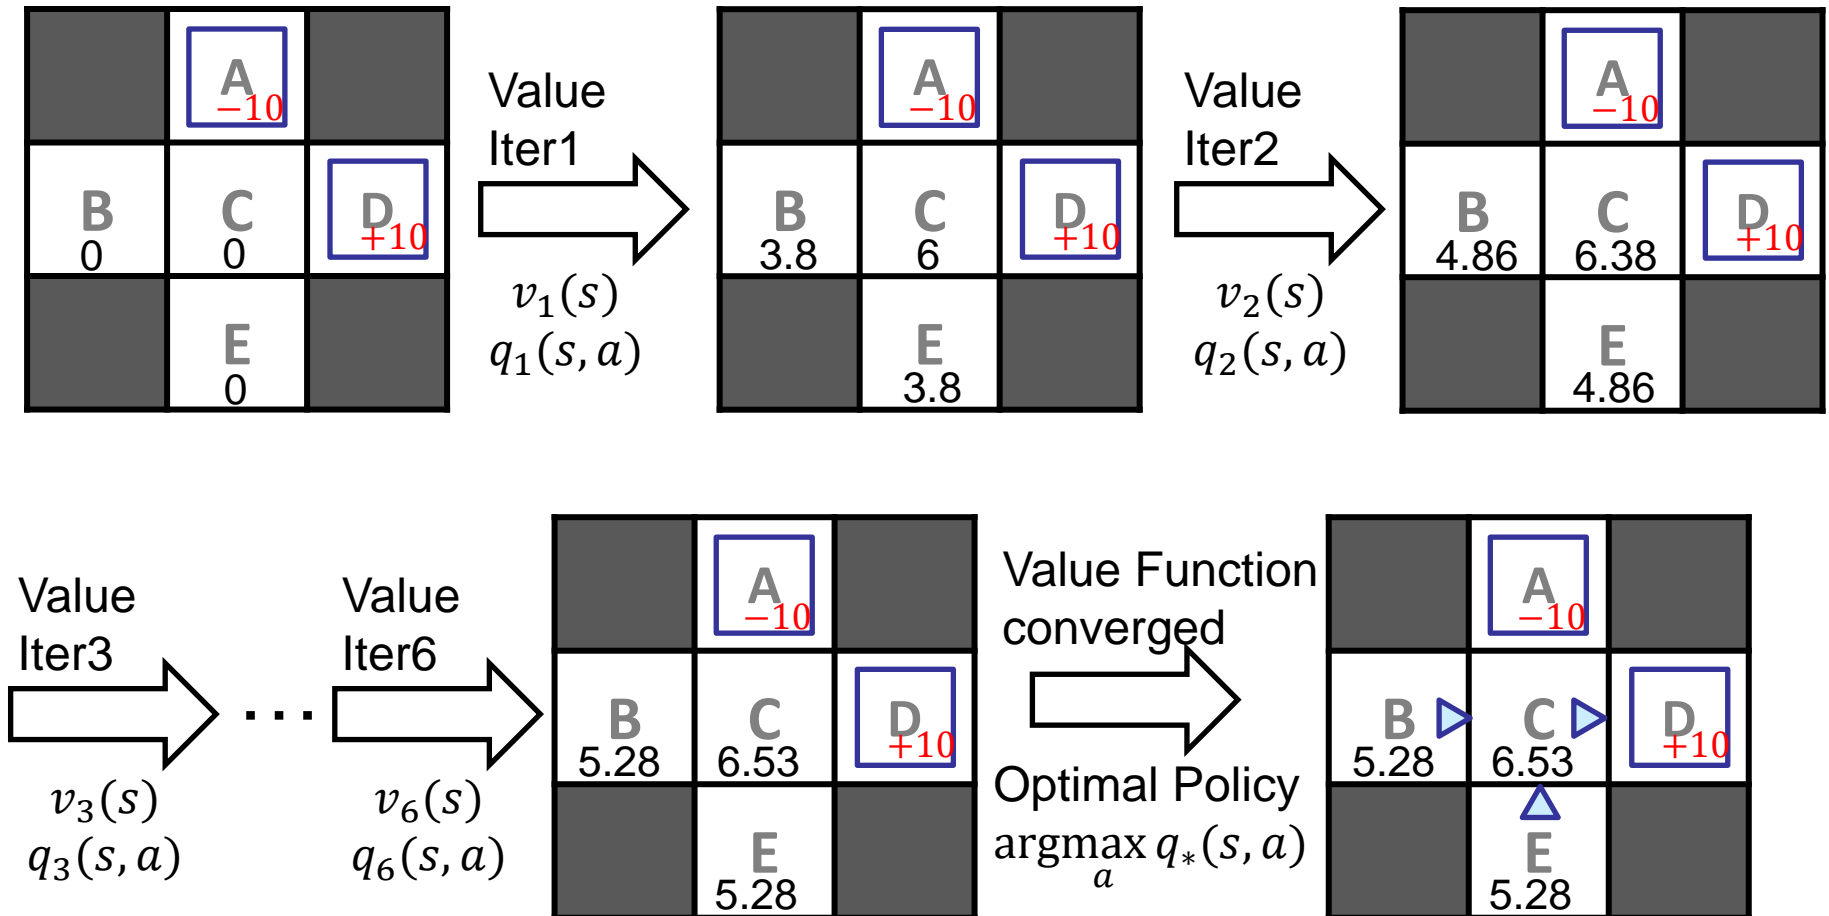 A
−10
B
0
C
0
D
+10
E
0
Value
Iter1
v₁(s)
q₁(s, a)
A
−10
B
3.8
C
6
D
+10
E
3.8
Value
Iter2
v₂(s)
q₂(s, a)
A
−10
B
4.86
C
6.38
D
+10
E
4.86
Value
Iter3
v₃(s)
q₃(s, a)
···
Value
Iter6
v₆(s)
q₆(s, a)
A
−10
B
5.28
C
6.53
D
+10
E
5.28
Value Function
converged
Optimal Policy
argmax q∗(s, a)
a
A
−10
B
5.28
C
6.53
D
+10
E
5.28